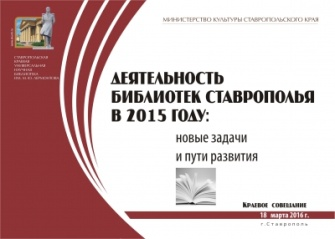 МИНИСТЕРСТВО КУЛЬТУРЫ СТАВРОПОЛЬСКОГО КРАЯ
СТАВРОПОЛЬСКАЯ
КРАЕВАЯ
УНИВЕРСАЛЬНАЯ
НАУЧНАЯ
БИБЛИОТЕКА
ИМ. М.Ю. ЛЕРМОНТОВА
ДЕЯТЕЛЬНОСТЬ
БИБЛИОТЕК СТАВРОПОЛЬЯ
В 2015 ГОДУ:
новые задачи
и пути развития
КРАЕВОЕ СОВЕЩАНИЕ
18 марта 2016 г.
г.Ставрополь